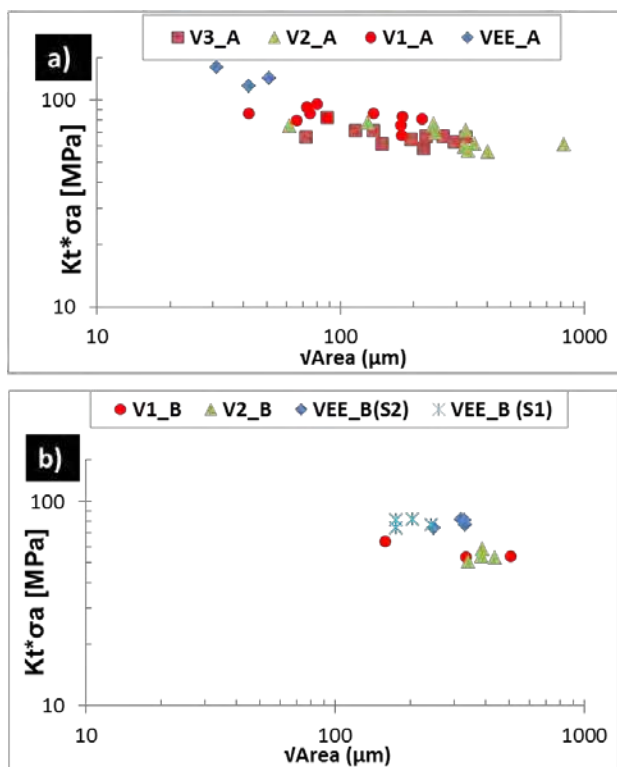 a)
V3_A V2_A V1_A VEE_A
100
10
Kt*σa [MPa]
10 100 1000
√Area (µm)
b)
V1_B V2_B VEE_B(S2) VEE_B (S1)
100
10
Kt*σa [MPa]
10 100 1000
√Area (µm)